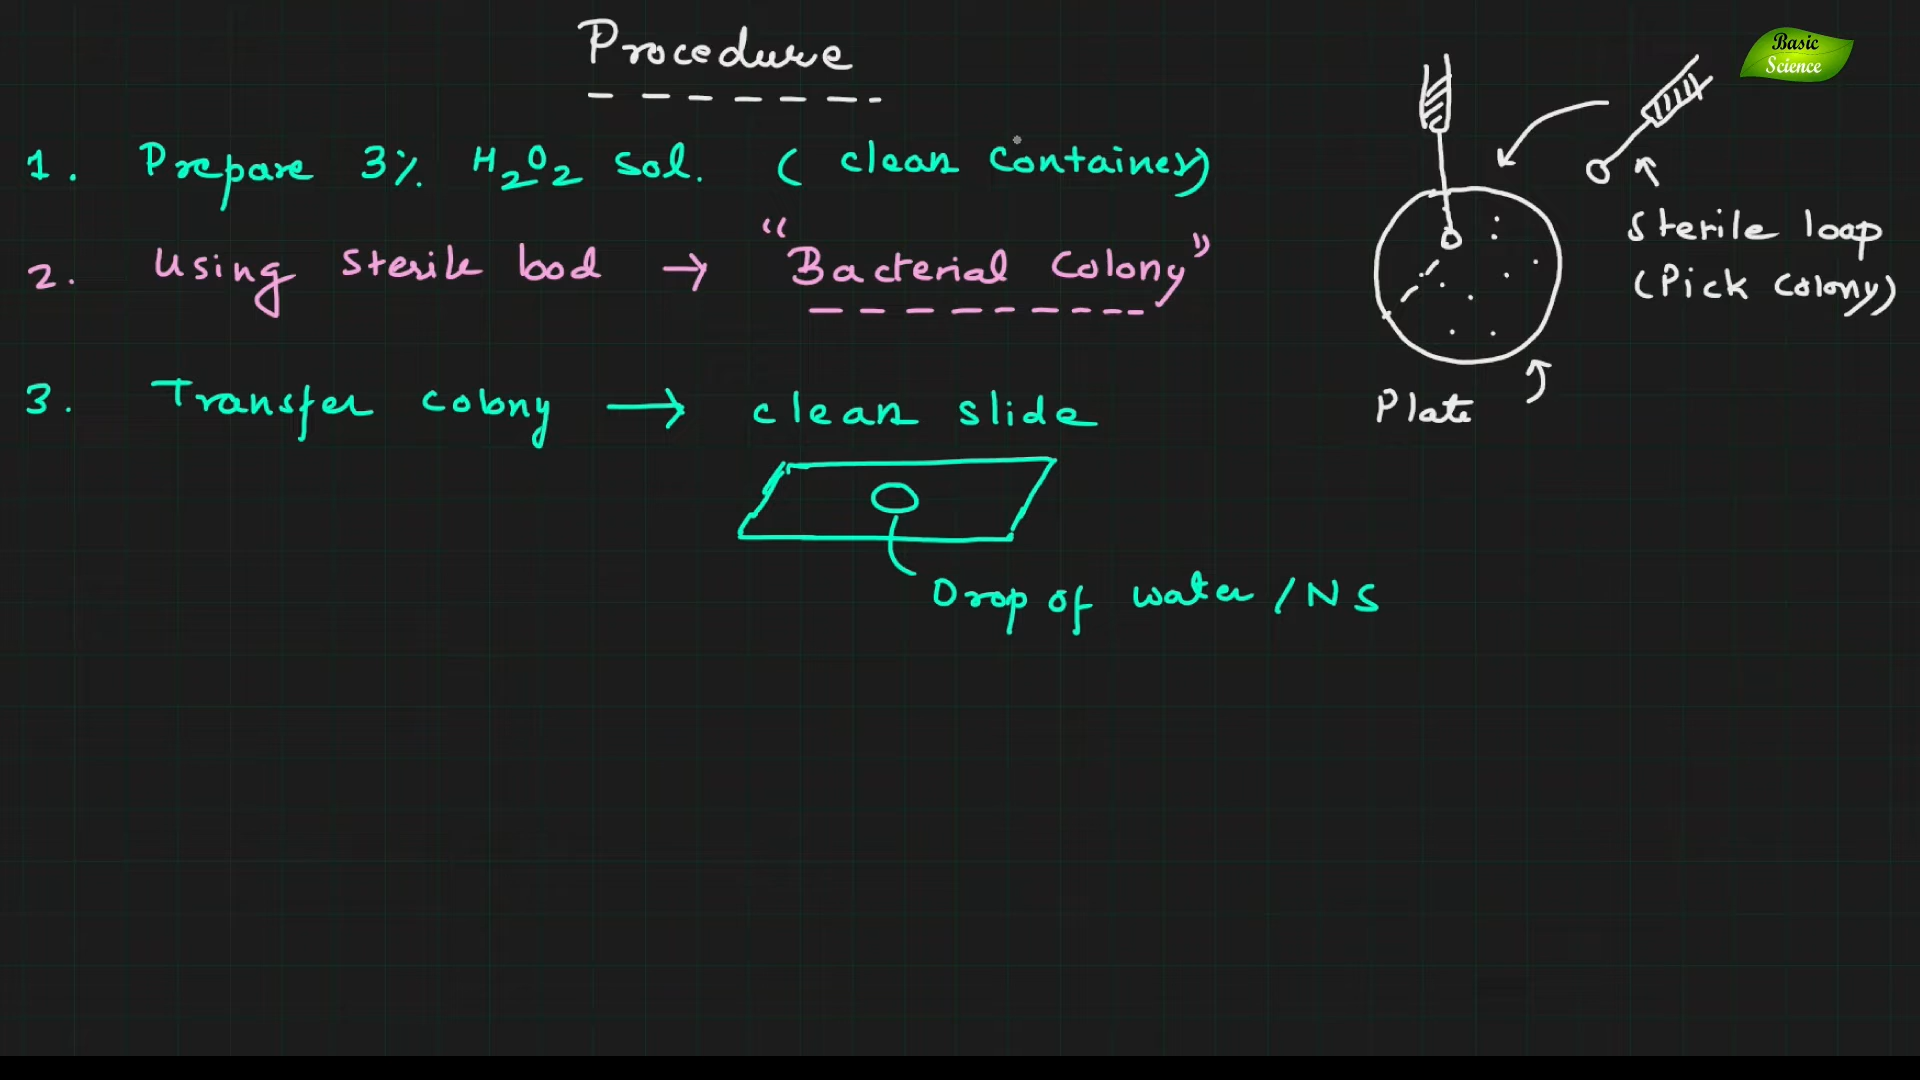 Procedure
1. Prepare 3% H2O2 sol. (clean container)
2. Using sterile lood → "Bacterial Colony"
3. Transfer colony → clean slide
Drop of water / NS
Basic
Science
Sterile loop
(Pick Colony)
Plate